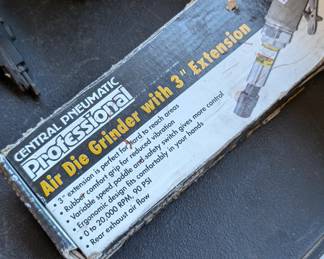 CENTRAL PNEUMATIC
Professional
Air Die Grinder with 3" Extension
• 3" extension is perfect for hard to reach areas
• Rubber comfort grip for reduced vibration
• Variable speed paddle and safety switch gives more control
• Ergonomic design fits comfortably in your hands
• 0 to 20,000 RPM, 90 PSI
• Rear exhaust air flow